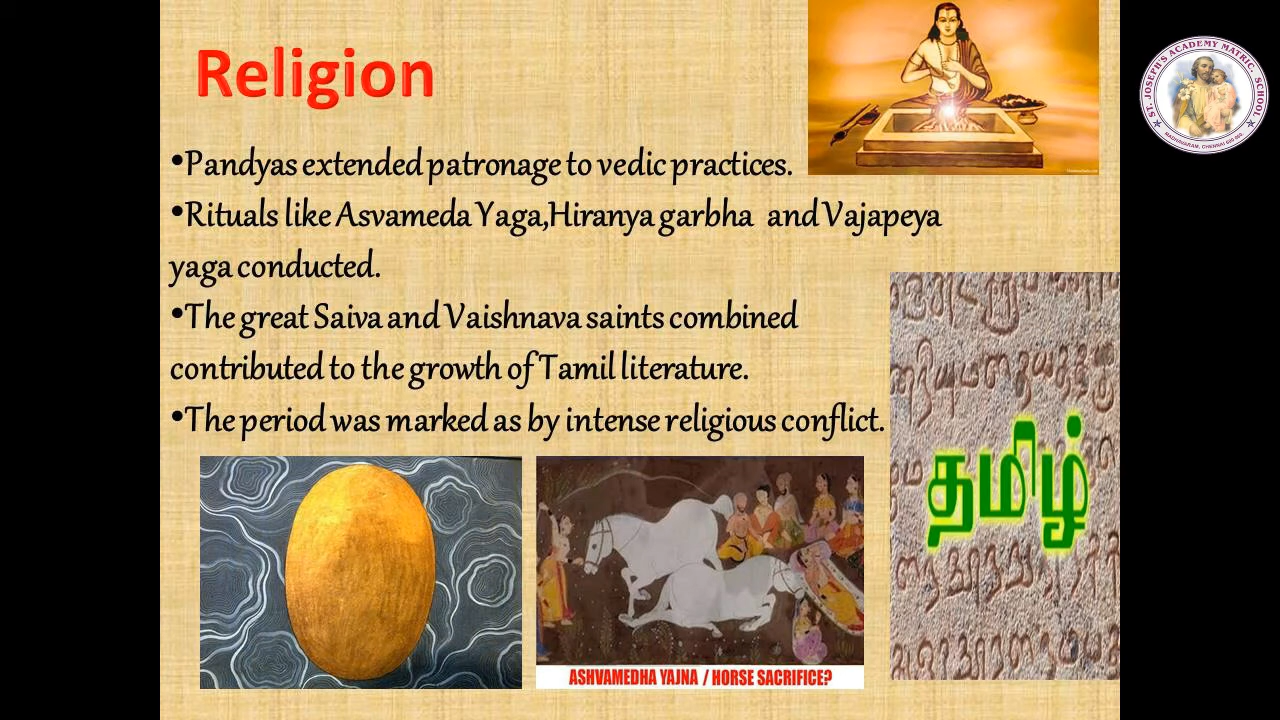 Religion
•Pandyas extended patronage to vedic practices.
•Rituals like Asvameda Yaga,Hiranya garbha and Vajapeya
yaga conducted.
•The great Saiva and Vaishnava saints combined
contributed to the growth of Tamil literature.
•The period was marked as by intense religious conflict.
ASHVAMEDHA YAJNA / HORSE SACRIFICE?
தமிழ்
ST. JOSEPH'S ACADEMY MATRIC. SCHOOL